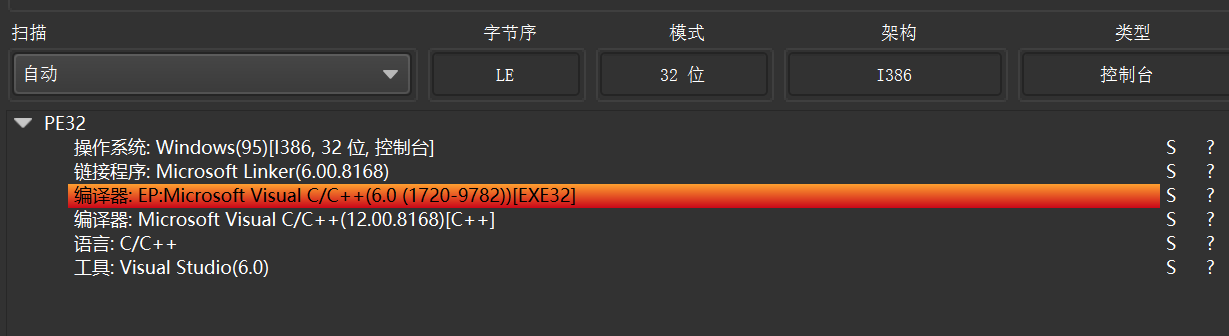 扫描 字节序 模式 架构 类型
自动 LE 32 位 I386 控制台
PE32
操作系统: Windows(95)[I386, 32 位, 控制台] S ?
链接程序: Microsoft Linker(6.00.8168) S ?
编译器: EP:Microsoft Visual C/C++(6.0 (1720-9782))[EXE32] S ?
编译器: Microsoft Visual C/C++(12.00.8168)[C++] S ?
语言: C/C++ S ?
工具: Visual Studio(6.0) S ?